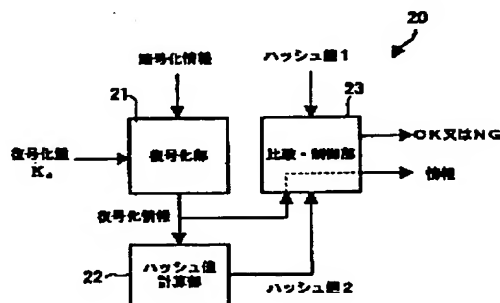 20
暗号化情報
ハッシュ値1
21
23
復号化鍵
Kd
復号化部
比較・制御部
OK又はNG
情報
復号化情報
22
ハッシュ値
計算部
ハッシュ値2